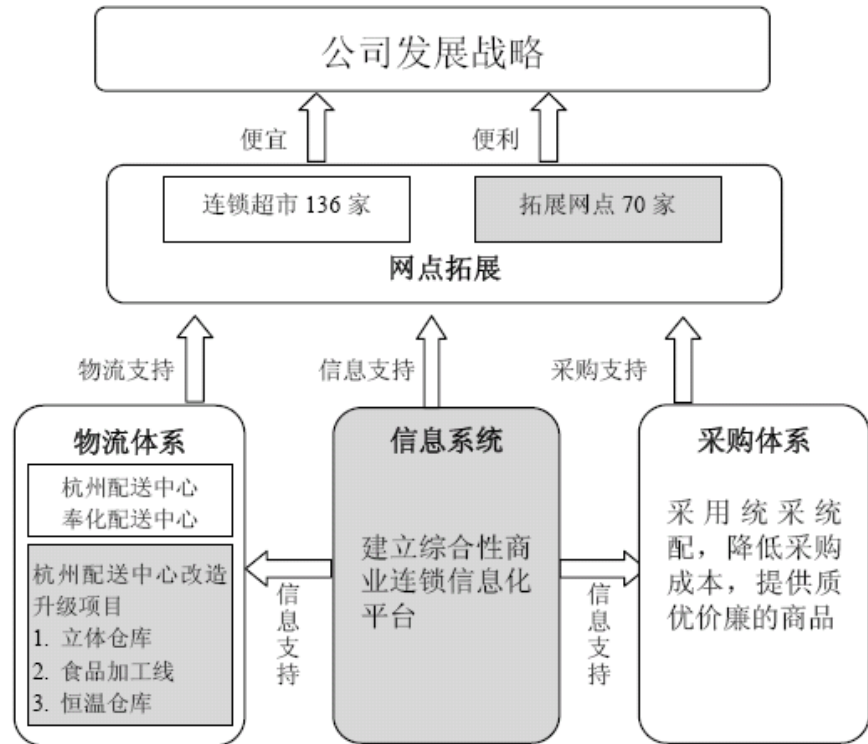 公司发展战略
便宜
便利
连锁超市 136 家
拓展网点 70 家
网点拓展
物流支持
信息支持
采购支持
物流体系
杭州配送中心
奉化配送中心
杭州配送中心改造
升级项目
1. 立体仓库
2. 食品加工线
3. 恒温仓库
信息支持
信息系统
建立综合性商
业连锁信息化
平台
信息支持
采购体系
采用统采统
配，降低采购
成本，提供质
优价廉的商品